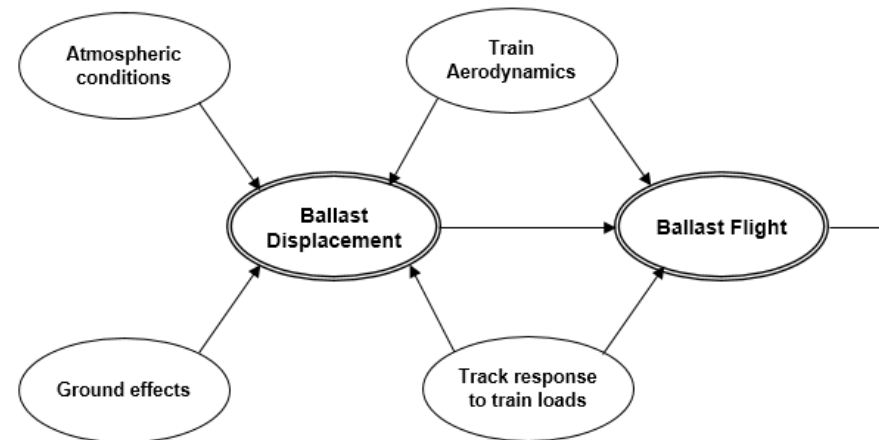 Atmospheric
conditions
Train
Aerodynamics
Ballast
Displacement
Ballast Flight
Ground effects
Track response
to train loads